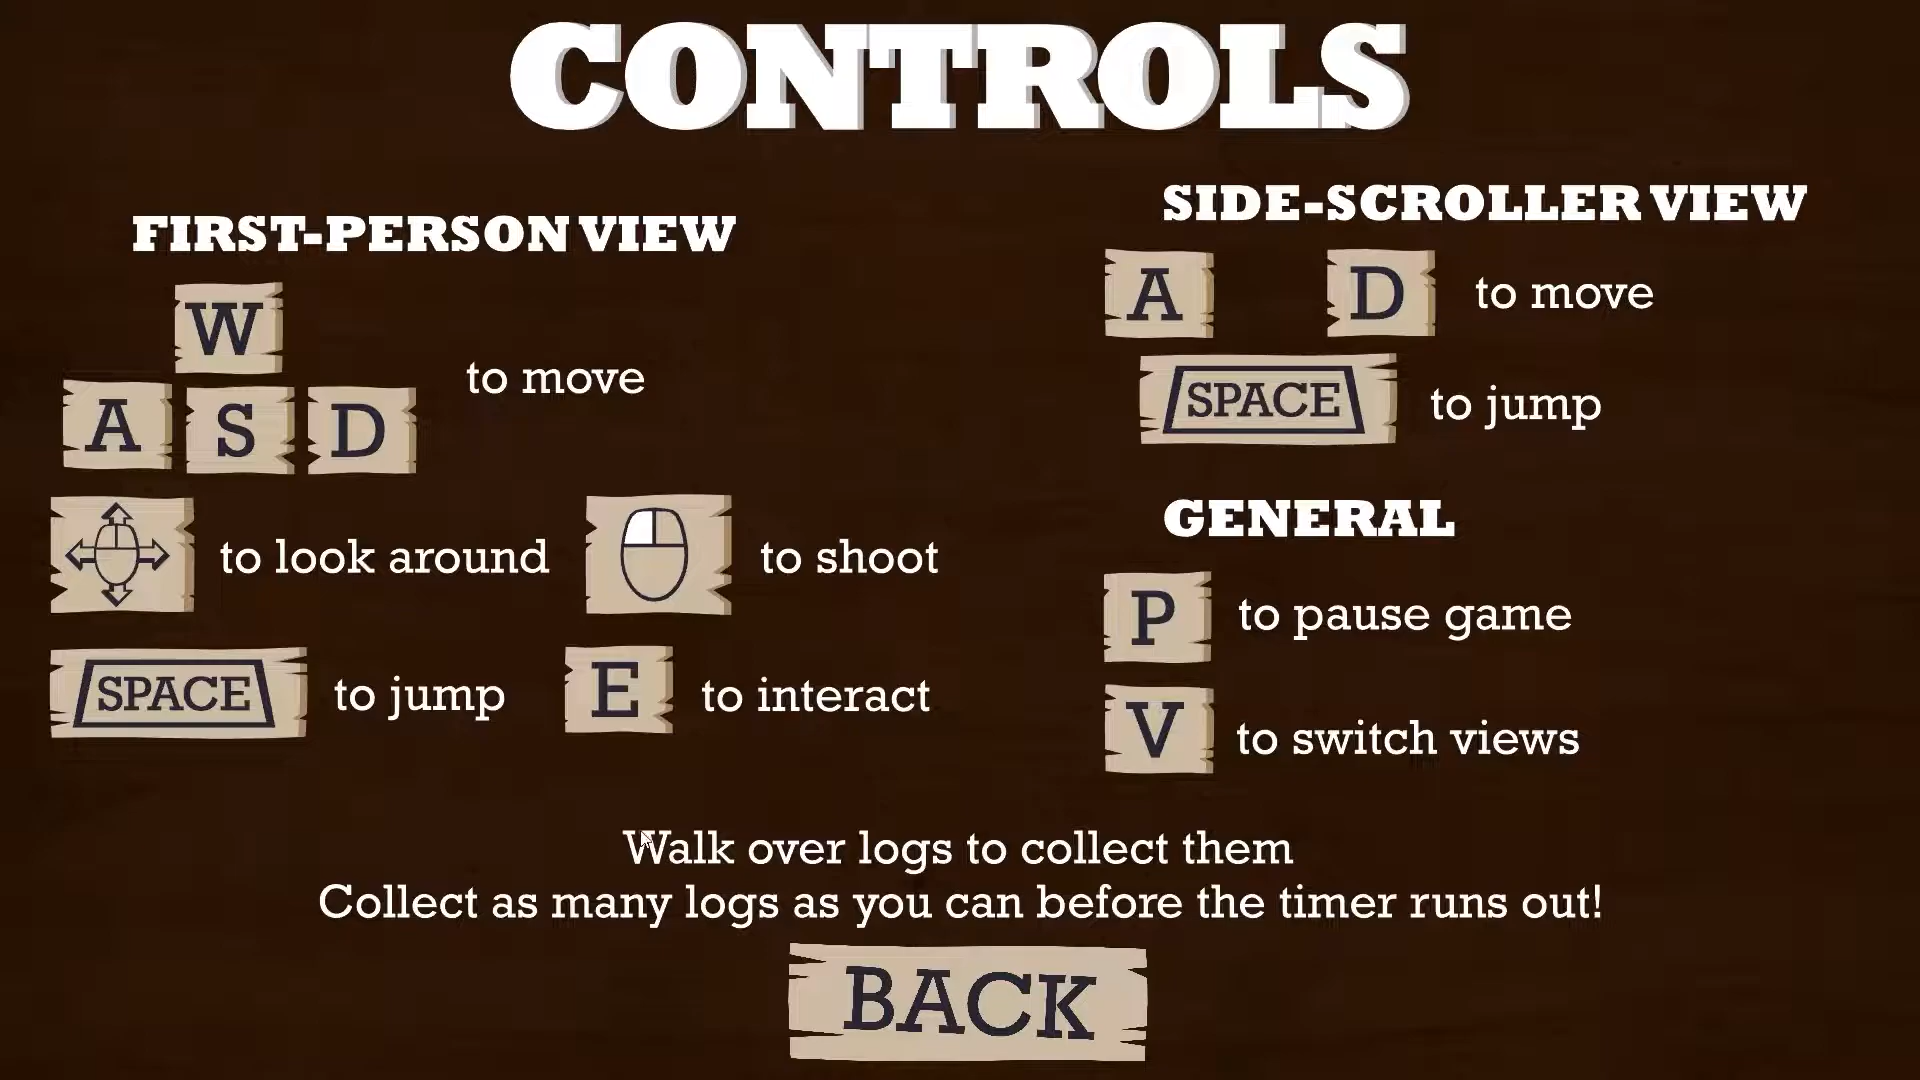 CONTROLS
FIRST-PERSON VIEW
W
A S D
to move
to look around
to shoot
SPACE to jump
E to interact
SIDE-SCROLLER VIEW
A D to move
SPACE to jump
GENERAL
P to pause game
V to switch views
Walk over logs to collect them
Collect as many logs as you can before the timer runs out!
BACK